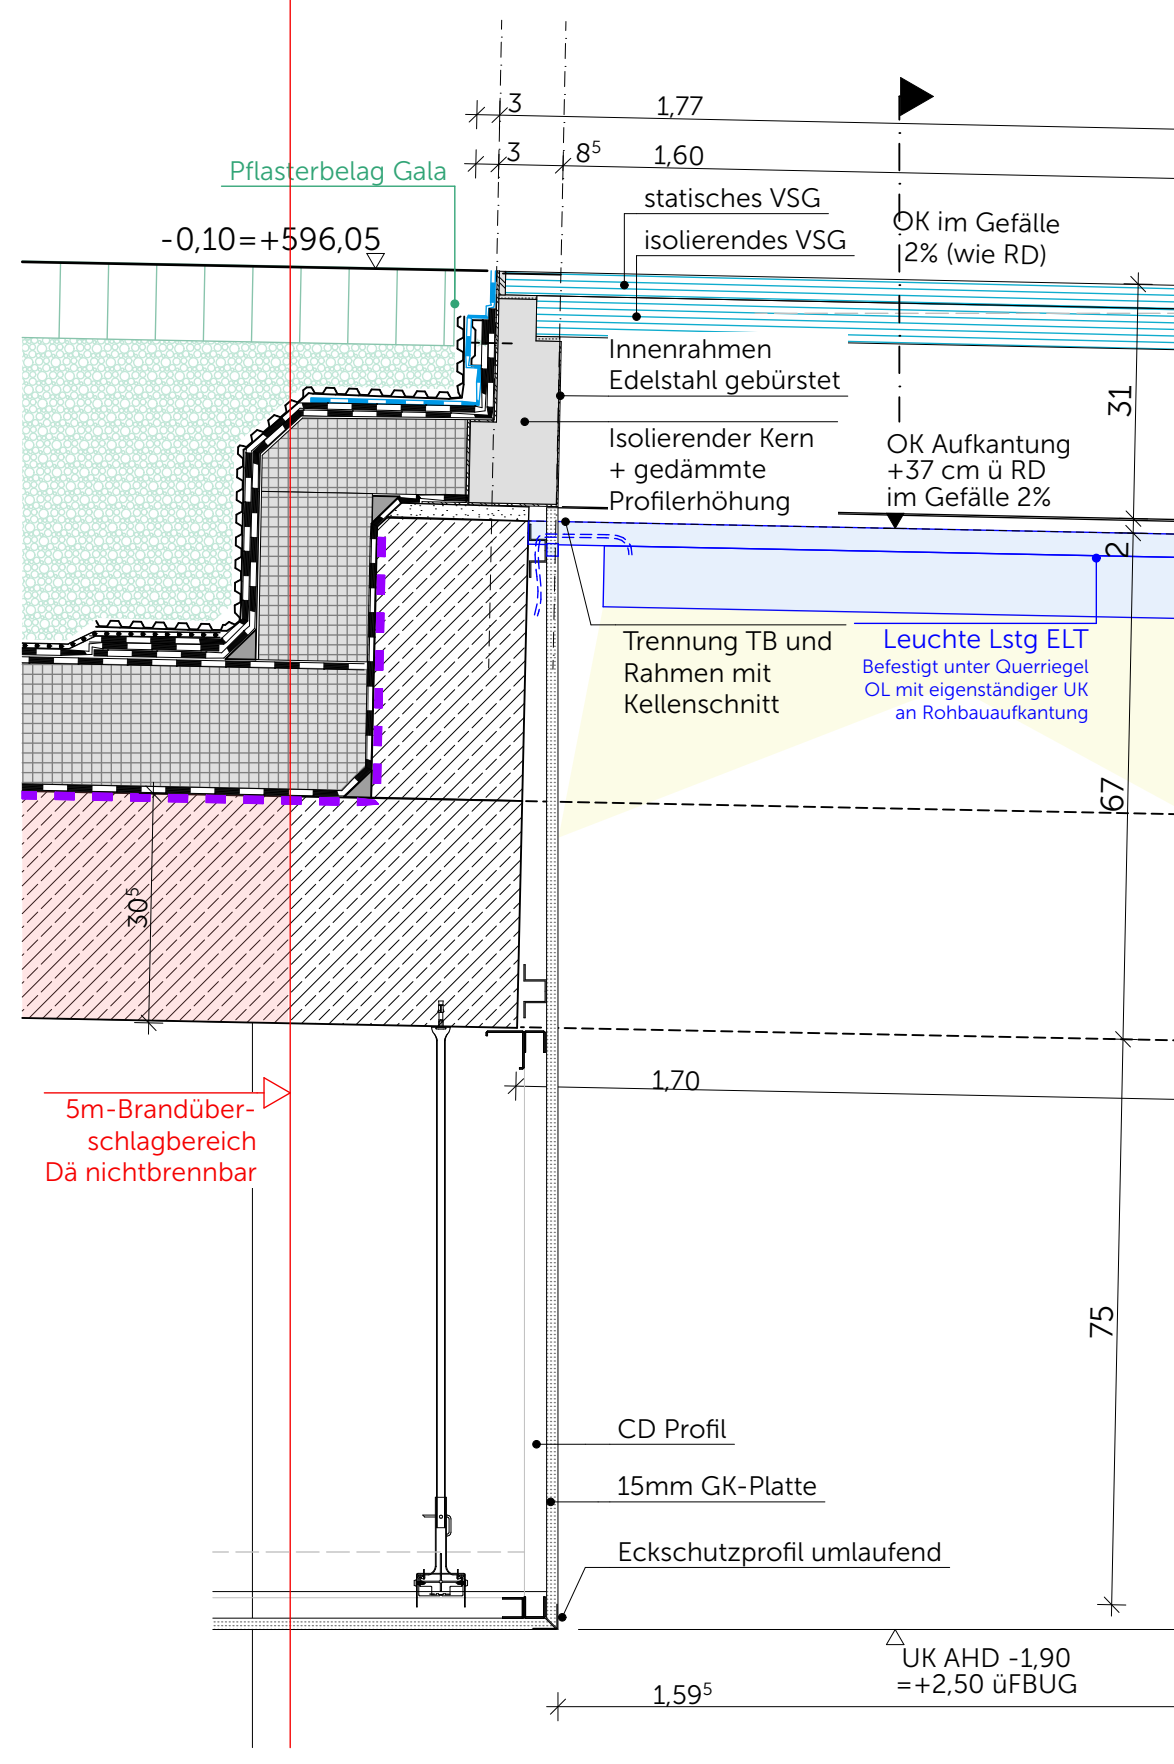 3
1,77
3
8⁵
1,60
Pflasterbelag Gala
statisches VSG
OK im Gefälle
2% (wie RD)
-0,10=+596,05
isolierendes VSG
Innenrahmen
Edelstahl gebürstet
31
Isolierender Kern
+ gedämmte
Profilerhöhung
OK Aufkantung
+37 cm ü RD
im Gefälle 2%
2
Trennung TB und
Rahmen mit
Kellenschnitt
Leuchte Lstg ELT
Befestigt unter Querriegel
OL mit eigenständiger UK
an Rohbauaufkantung
67
30⁵
1,70
5m-Brandüber-
schlagbereich
Dä nichtbrennbar
75
CD Profil
15mm GK-Platte
Eckschutzprofil umlaufend
UK AHD -1,90
=+2,50 üFBUG
1,59⁵